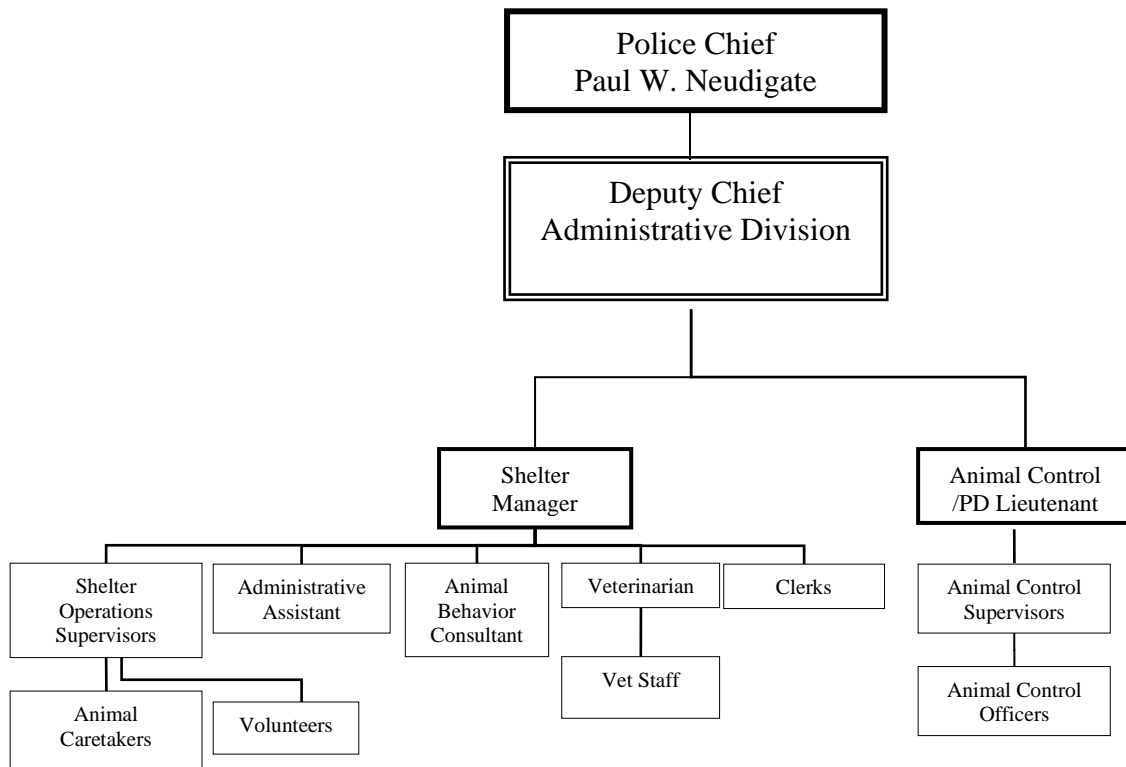 Police Chief
Paul W. Neudigate
Deputy Chief
Administrative Division
Shelter
Manager
Animal Control
/PD Lieutenant
Shelter
Operations
Supervisors
Administrative
Assistant
Animal
Behavior
Consultant
Veterinarian
Clerks
Animal Control
Supervisors
Animal
Caretakers
Volunteers
Vet Staff
Animal Control
Officers